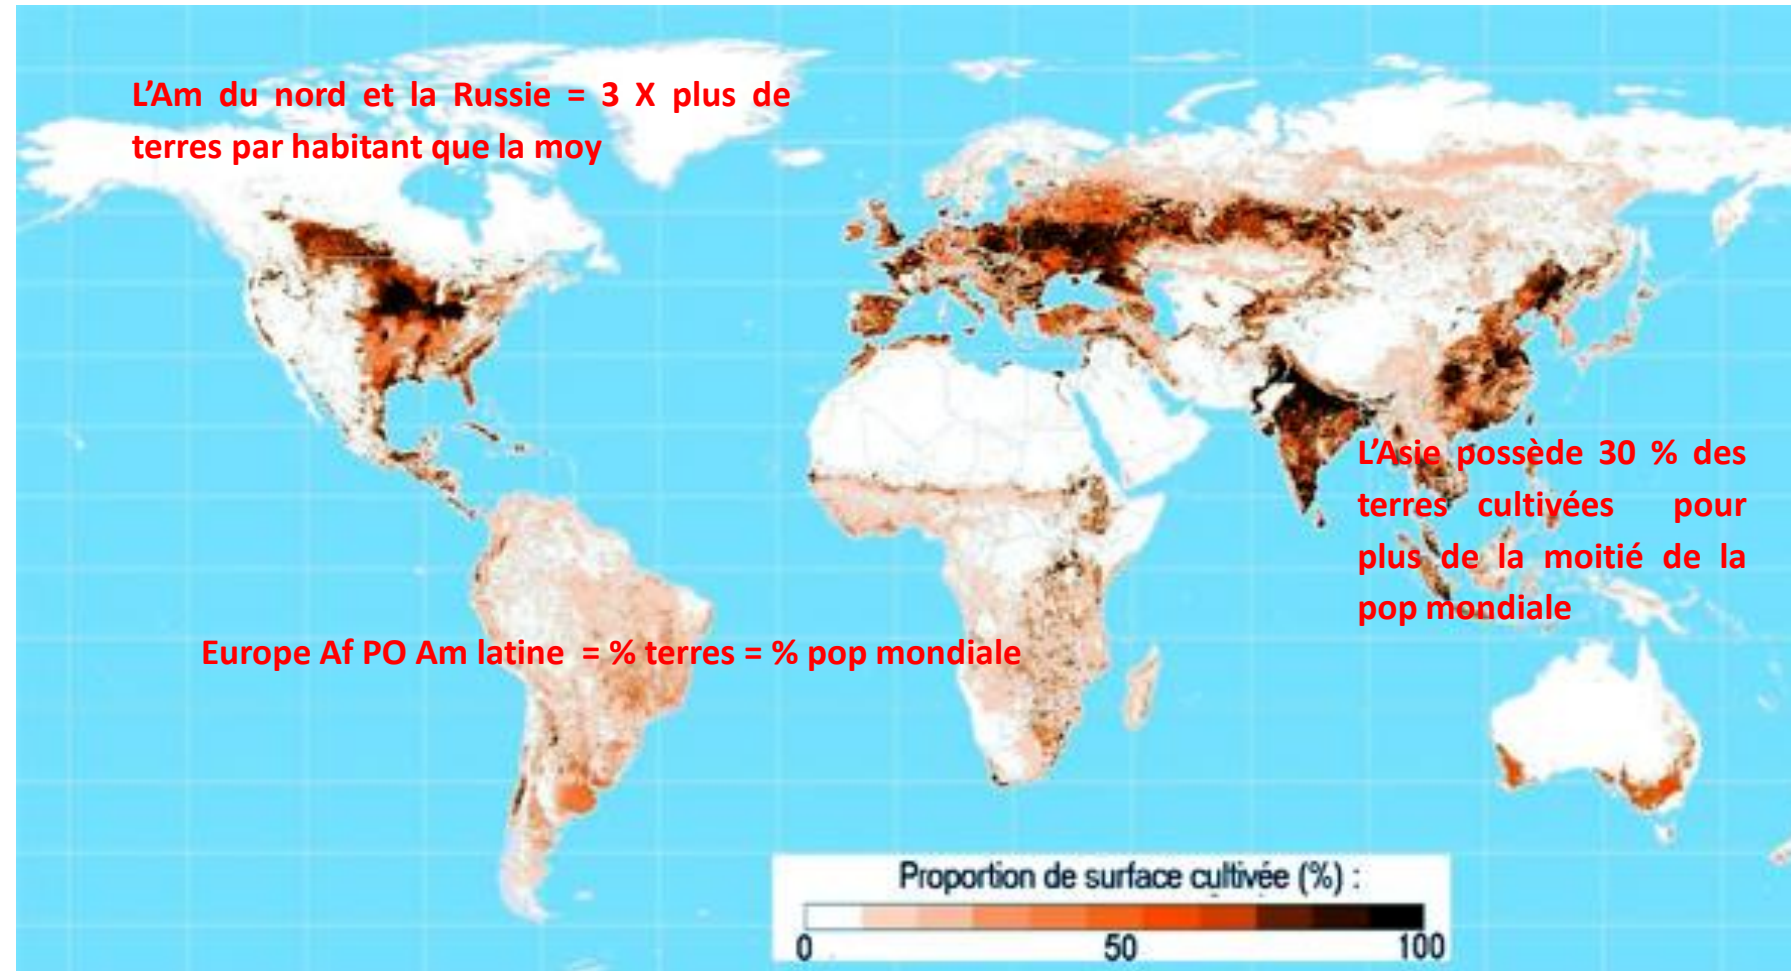 L’Am du nord et la Russie = 3 X plus de
terres par habitant que la moy
L’Asie possède 30 % des
terres cultivées pour
plus de la moitié de la
pop mondiale
Europe Af PO Am latine = % terres = % pop mondiale
Proportion de surface cultivée (%) :
0 50 100